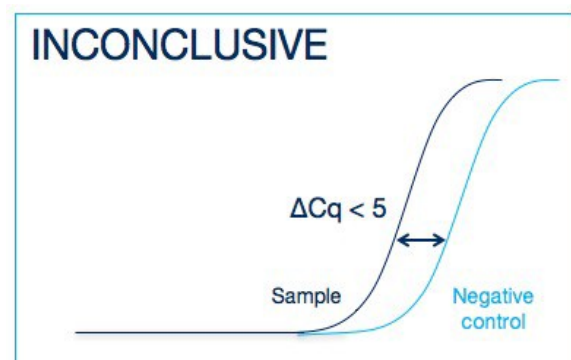 INCONCLUSIVE
ΔCq < 5
Sample
Negative
control